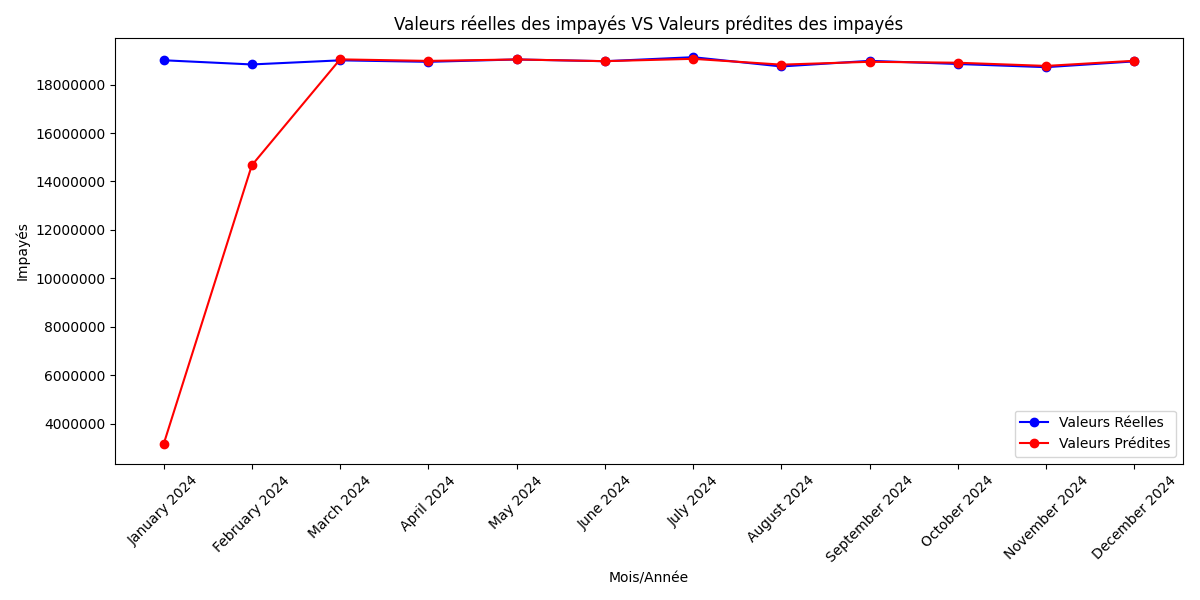 Valeurs réelles des impayés VS Valeurs prédites des impayés
Impayés
18000000
16000000
14000000
12000000
10000000
8000000
6000000
4000000
Valeurs Réelles
Valeurs Prédites
January 2024
February 2024
March 2024
April 2024
May 2024
June 2024
July 2024
August 2024
September 2024
October 2024
November 2024
December 2024
Mois/Année